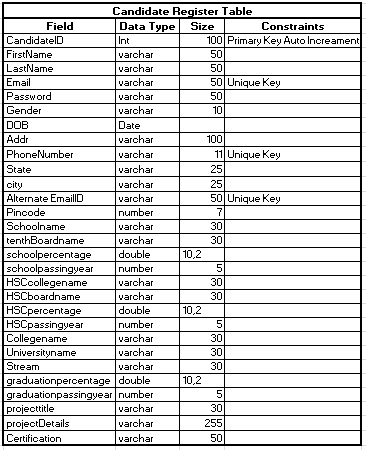 Candidate Register Table
Field Data Type Size Constraints
CandidateID Int 100 Primary Key Auto Increament
FirstName varchar 50
LastName varchar 50
Email varchar 50 Unique Key
Password varchar 50
Gender varchar 10
DOB Date
Addr varchar 100
PhoneNumber varchar 11 Unique Key
State varchar 25
city varchar 25
Alternate EmailID varchar 50 Unique Key
Pincode number 7
Schoolname varchar 30
tenthBoardname varchar 30
schoolpercentage double 10,2
schoolpassingyear number 5
HSCcollegename varchar 30
HSCboardname varchar 30
HSCpercentage double 10,2
HSCpassingyear number 5
Collegename varchar 30
Universityname varchar 30
Stream varchar 30
graduationpercentage double 10,2
graduationpassingyear number 5
projecttitle varchar 30
projectDetails varchar 255
Certification varchar 50